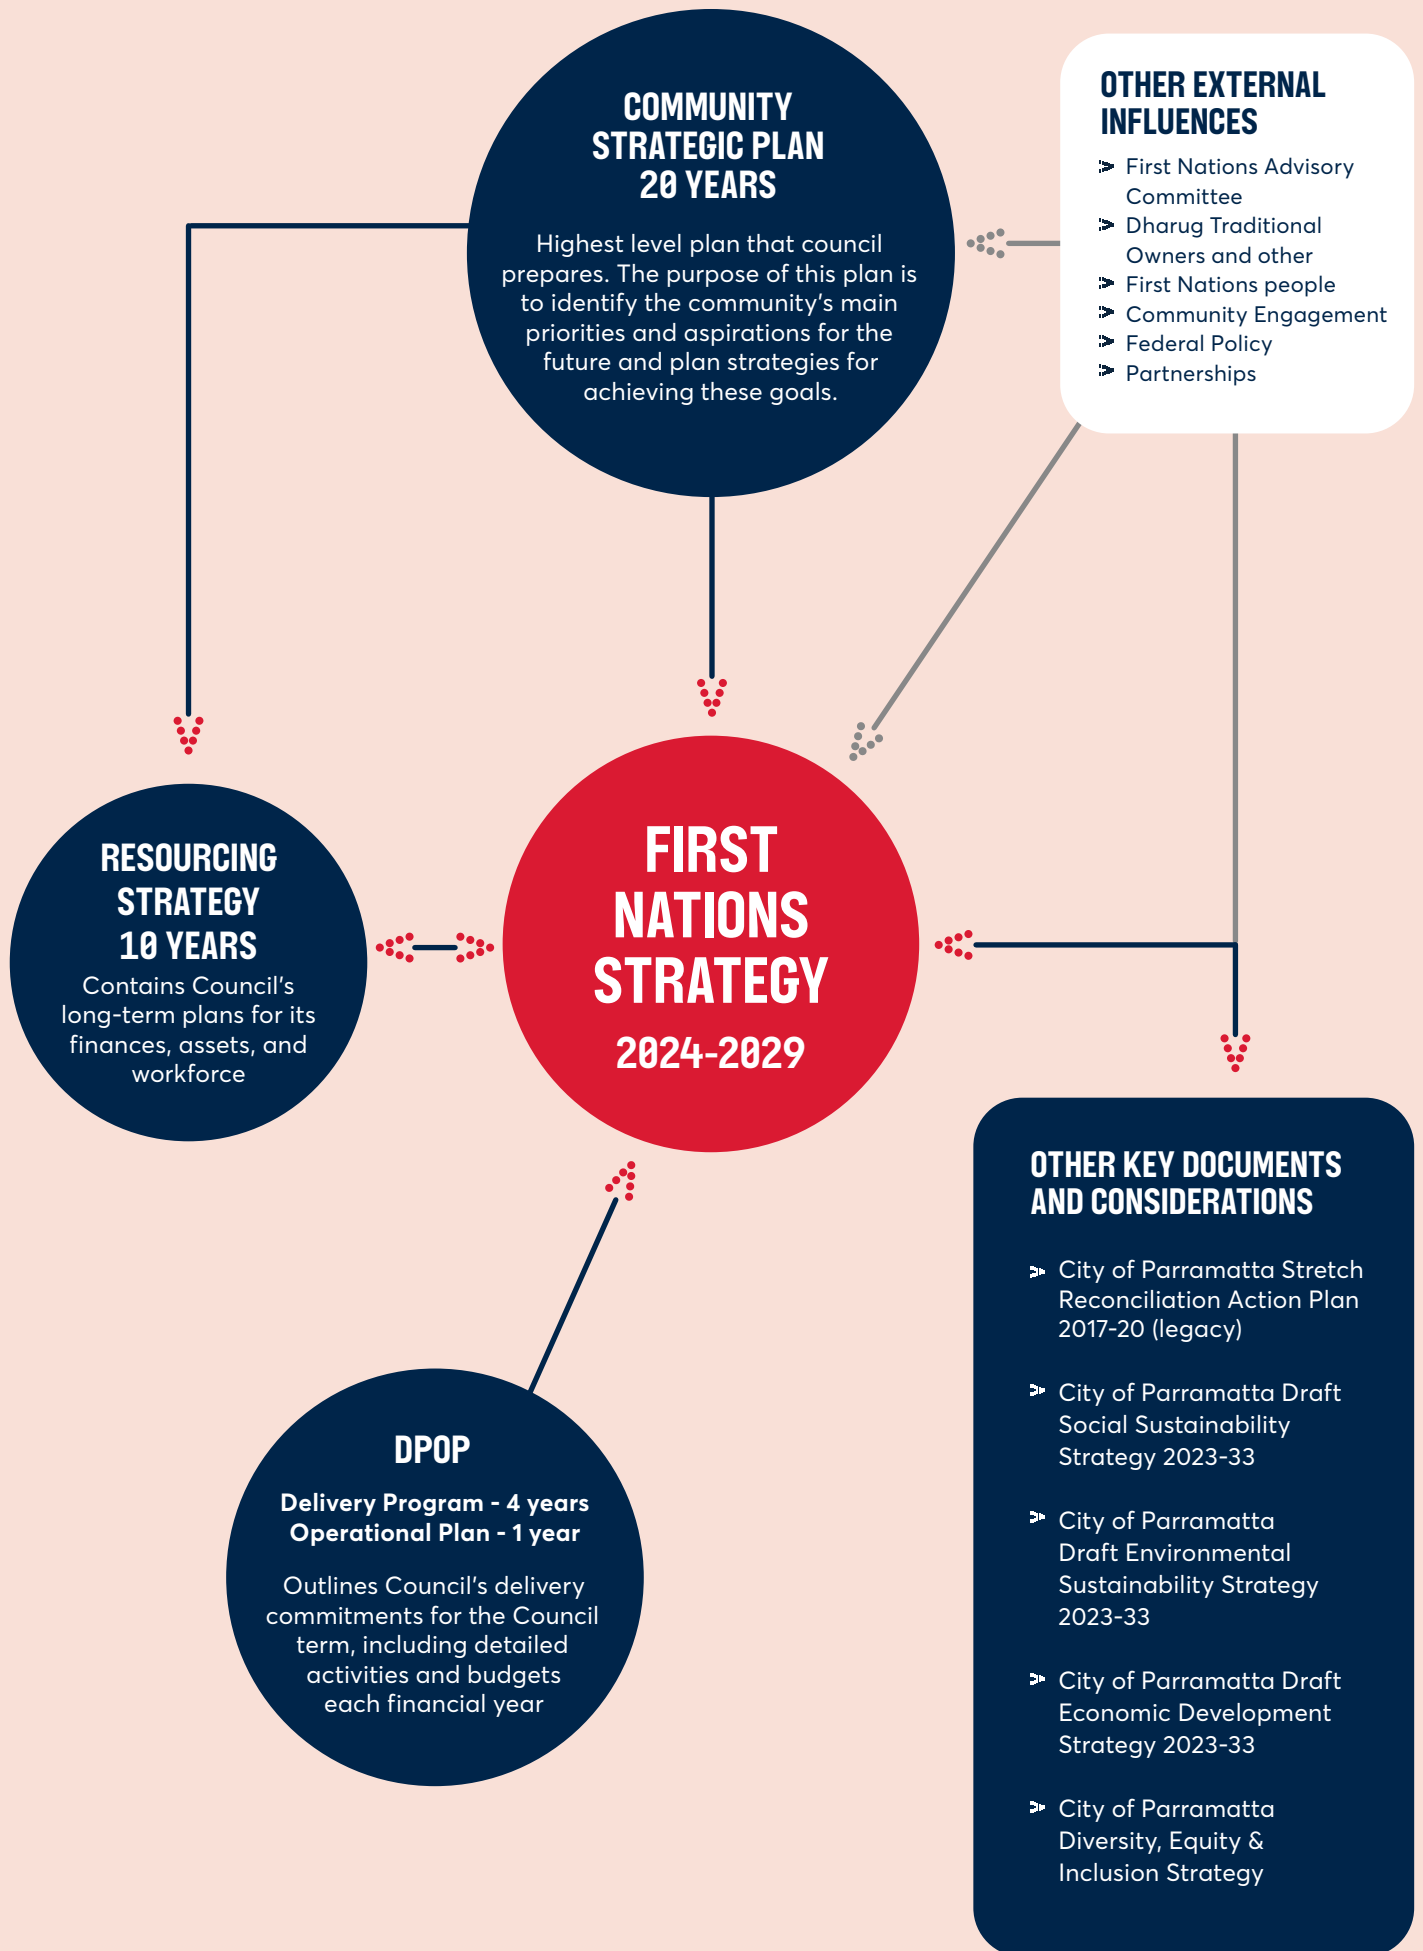 COMMUNITY
STRATEGIC PLAN
20 YEARS
Highest level plan that council
prepares. The purpose of this plan is
to identify the community's main
priorities and aspirations for the
future and plan strategies for
achieving these goals.
OTHER EXTERNAL
INFLUENCES
First Nations Advisory
Committee
Dharug Traditional
Owners and other
First Nations people
Community Engagement
Federal Policy
Partnerships
RESOURCING
STRATEGY
10 YEARS
Contains Council's
long-term plans for its
finances, assets, and
workforce
FIRST
NATIONS
STRATEGY
2024-2029
DPOP
Delivery Program - 4 years
Operational Plan - 1 year
Outlines Council's delivery
commitments for the Council
term, including detailed
activities and budgets
each financial year
OTHER KEY DOCUMENTS
AND CONSIDERATIONS
City of Parramatta Stretch
Reconciliation Action Plan
2017-20 (legacy)
City of Parramatta Draft
Social Sustainability
Strategy 2023-33
City of Parramatta
Draft Environmental
Sustainability Strategy
2023-33
City of Parramatta Draft
Economic Development
Strategy 2023-33
City of Parramatta
Diversity, Equity &
Inclusion Strategy